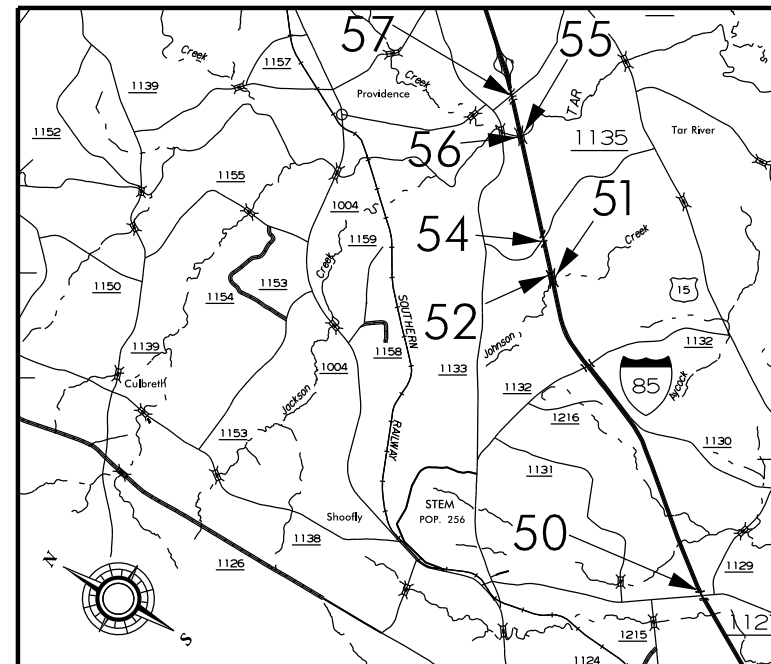 57
55
Creek
1157
1139
Creek
Providence
TAR
1152
56
1135
Tar River
1155
1004
51
54
1159
Creek
Creek
1150
1154
1153
SOUTHERN
15
52
1139
1004
1158
1133
Johnson
1132
1132
Culbreth
85
Aycock
Jackson
1216
1153
RAILWAY
1130
1131
STEM
POP. 256
Shoofly
50
1138
1126
1129
N
S
112
1215
1124